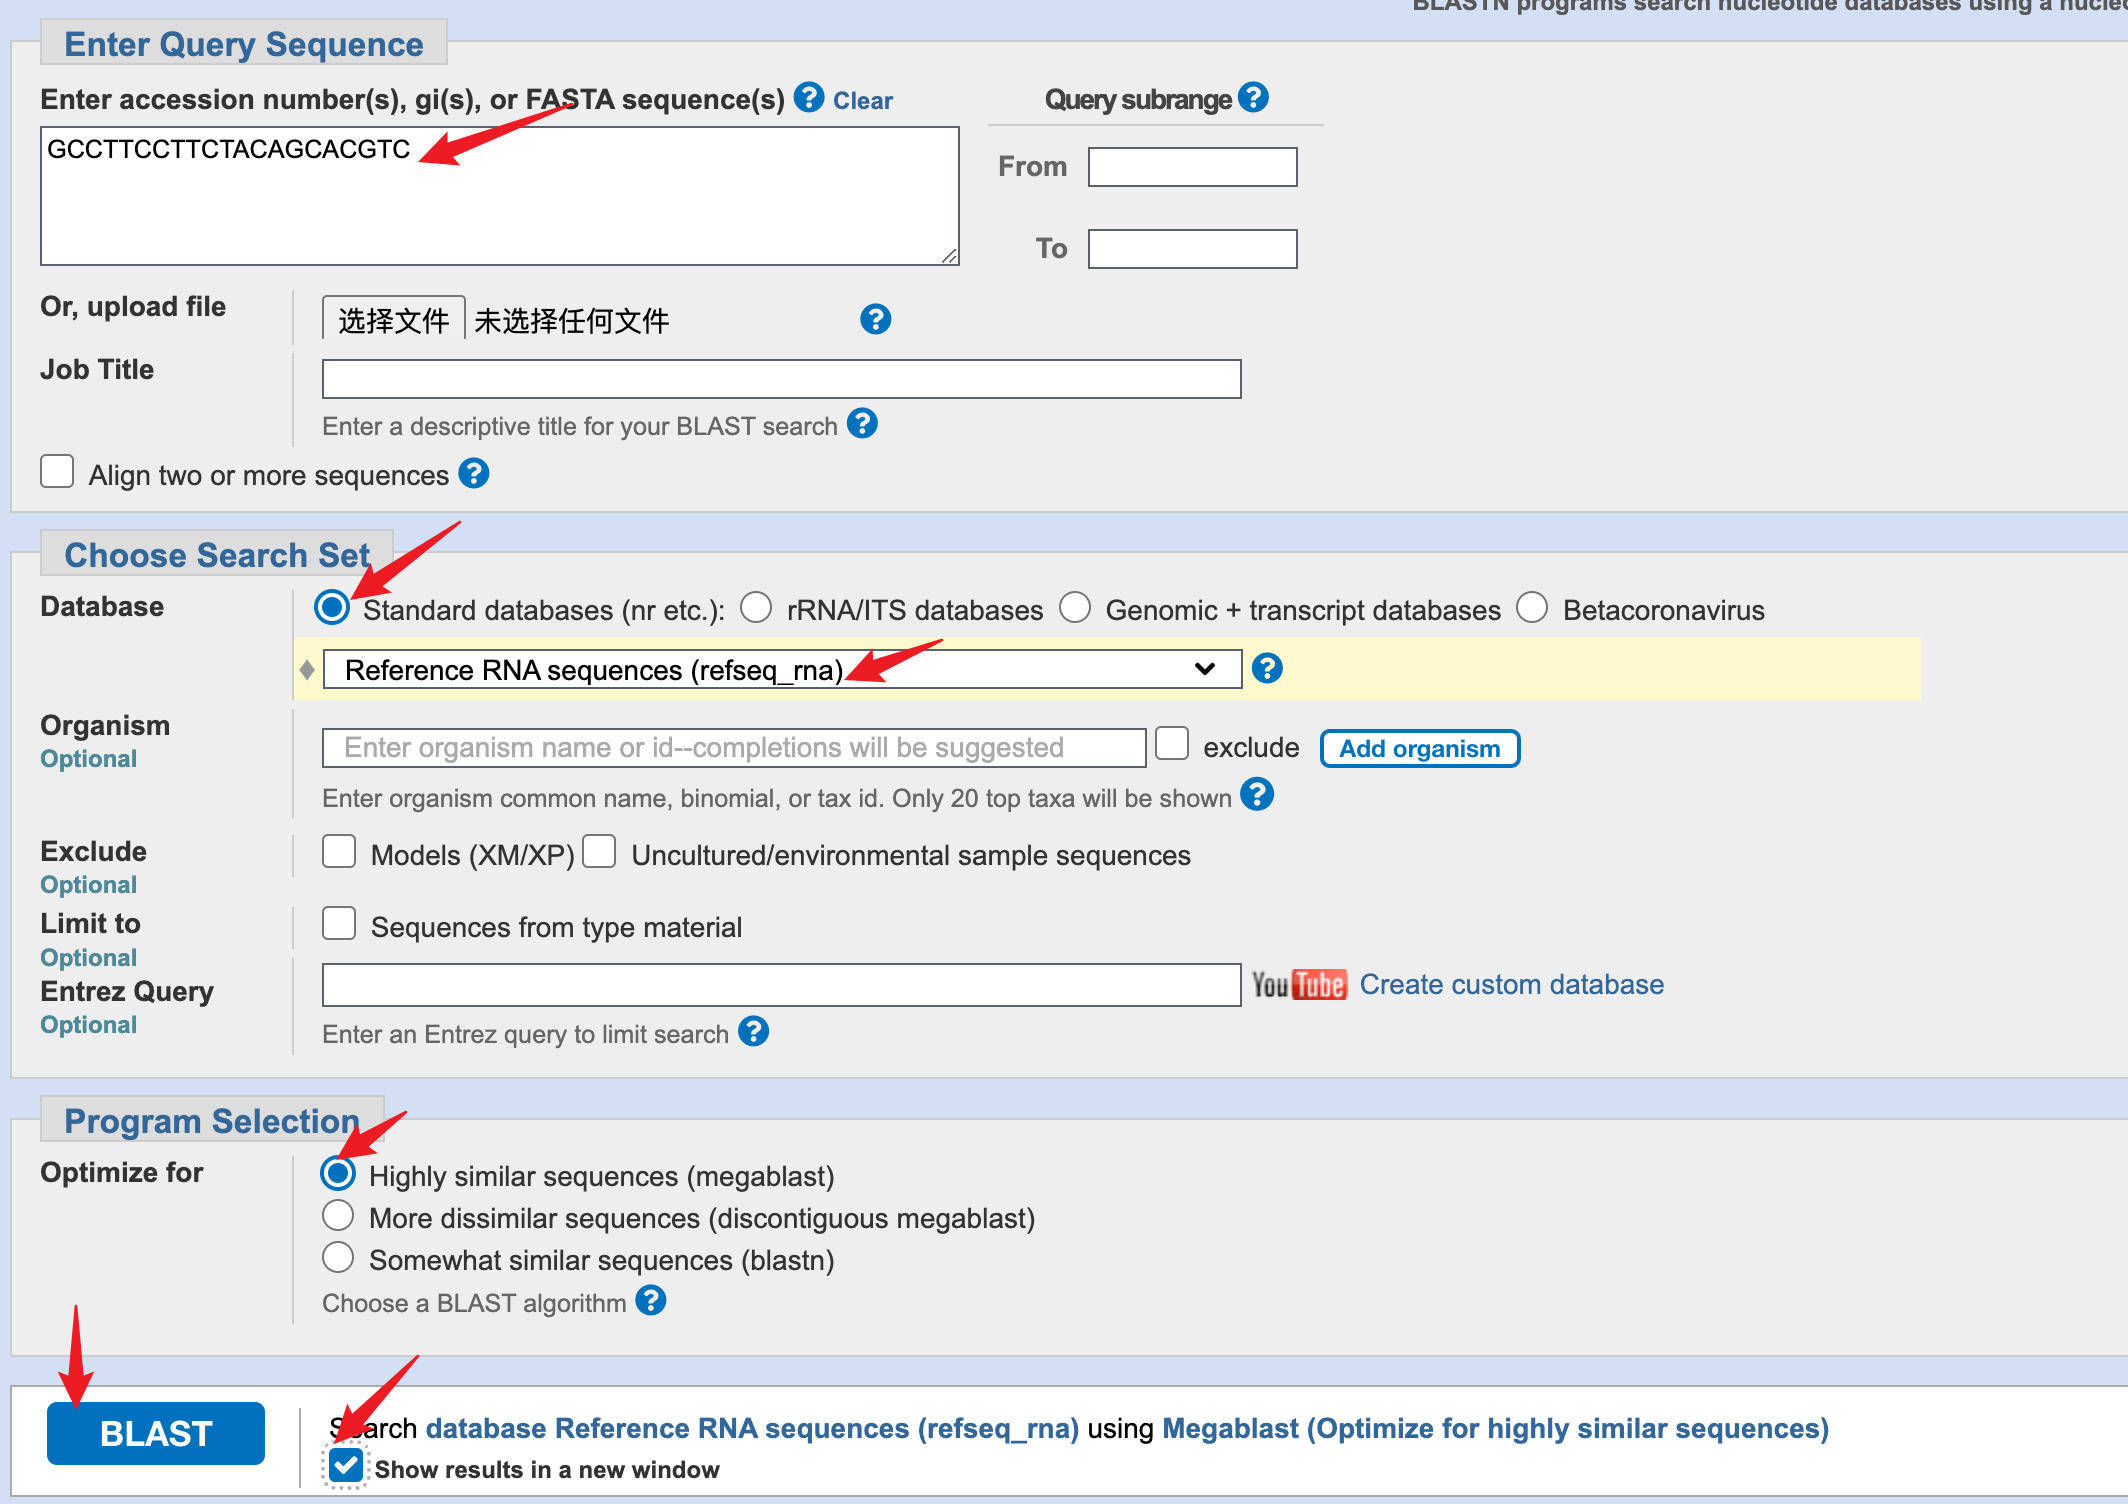 BLASTN programs search nucleotide databases using a
Enter Query Sequence
Enter accession number(s), gi(s), or FASTA sequence(s) ? Clear
Query subrange ?
GCCTTCCTTCTACAGCACGTC
From
To
Or, upload file
选择文件 未选择任何文件 ?
Job Title
Enter a descriptive title for your BLAST search ?
Align two or more sequences ?
Choose Search Set
Database
Standard databases (nr etc.): rRNA/ITS databases Genomic + transcript databases Betacoronavirus
Reference RNA sequences (refseq_rna) ?
Organism
Optional
Enter organism name or id--completions will be suggested exclude Add organism
Enter organism common name, binomial, or tax id. Only 20 top taxa will be shown ?
Exclude
Optional
Models (XM/XP) Uncultured/environmental sample sequences
Limit to
Optional
Sequences from type material
Entrez Query
Optional
YouTube Create custom database
Enter an Entrez query to limit search ?
Program Selection
Optimize for
Highly similar sequences (megablast)
More dissimilar sequences (discontiguous megablast)
Somewhat similar sequences (blastn)
Choose a BLAST algorithm ?
BLAST
Search database Reference RNA sequences (refseq_rna) using Megablast (Optimize for highly similar sequences)
Show results in a new window